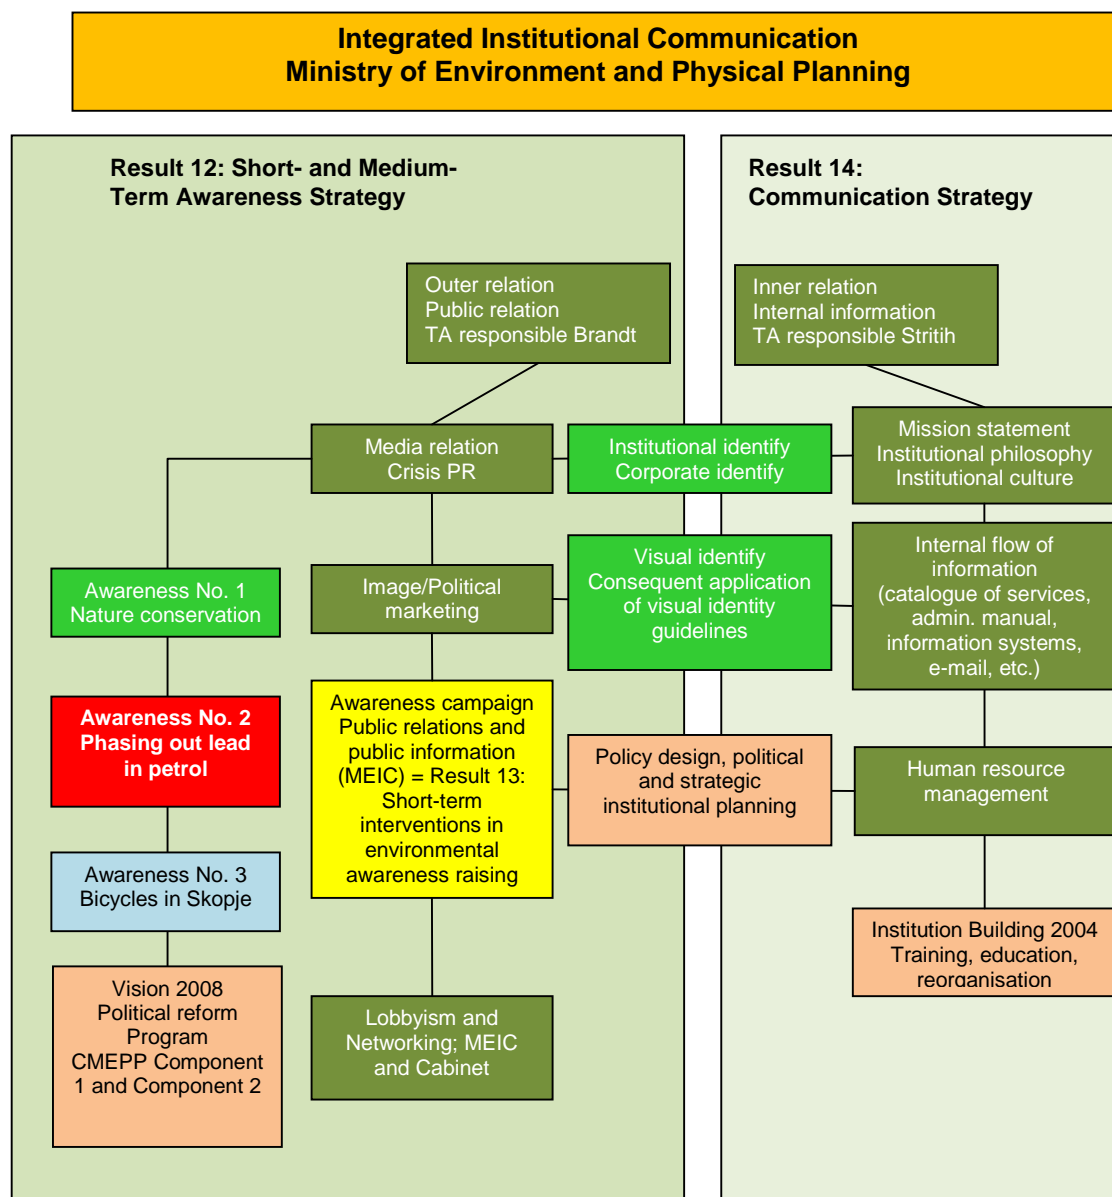 Integrated Institutional Communication
Ministry of Environment and Physical Planning
Result 12: Short- and Medium-
Term Awareness Strategy
Outer relation
Public relation
TA responsible Brandt
Media relation
Crisis PR
Awareness No. 1
Nature conservation
Awareness No. 2
Phasing out lead
in petrol
Awareness No. 3
Bicycles in Skopje
Vision 2008
Political reform
Program
CMEPP Component
1 and Component 2
Image/Political
marketing
Awareness campaign
Public relations and
public information
(MEIC) = Result 13:
Short-term
interventions in
environmental
awareness raising
Lobbyism and
Networking; MEIC
and Cabinet
Institutional identify
Corporate identify
Visual identify
Consequent application
of visual identity
guidelines
Policy design, political
and strategic
institutional planning
Result 14:
Communication Strategy
Inner relation
Internal information
TA responsible Stritih
Mission statement
Institutional philosophy
Institutional culture
Internal flow of
information
(catalogue of services,
admin. manual,
information systems,
e-mail, etc.)
Human resource
management
Institution Building 2004
Training, education,
reorganisation